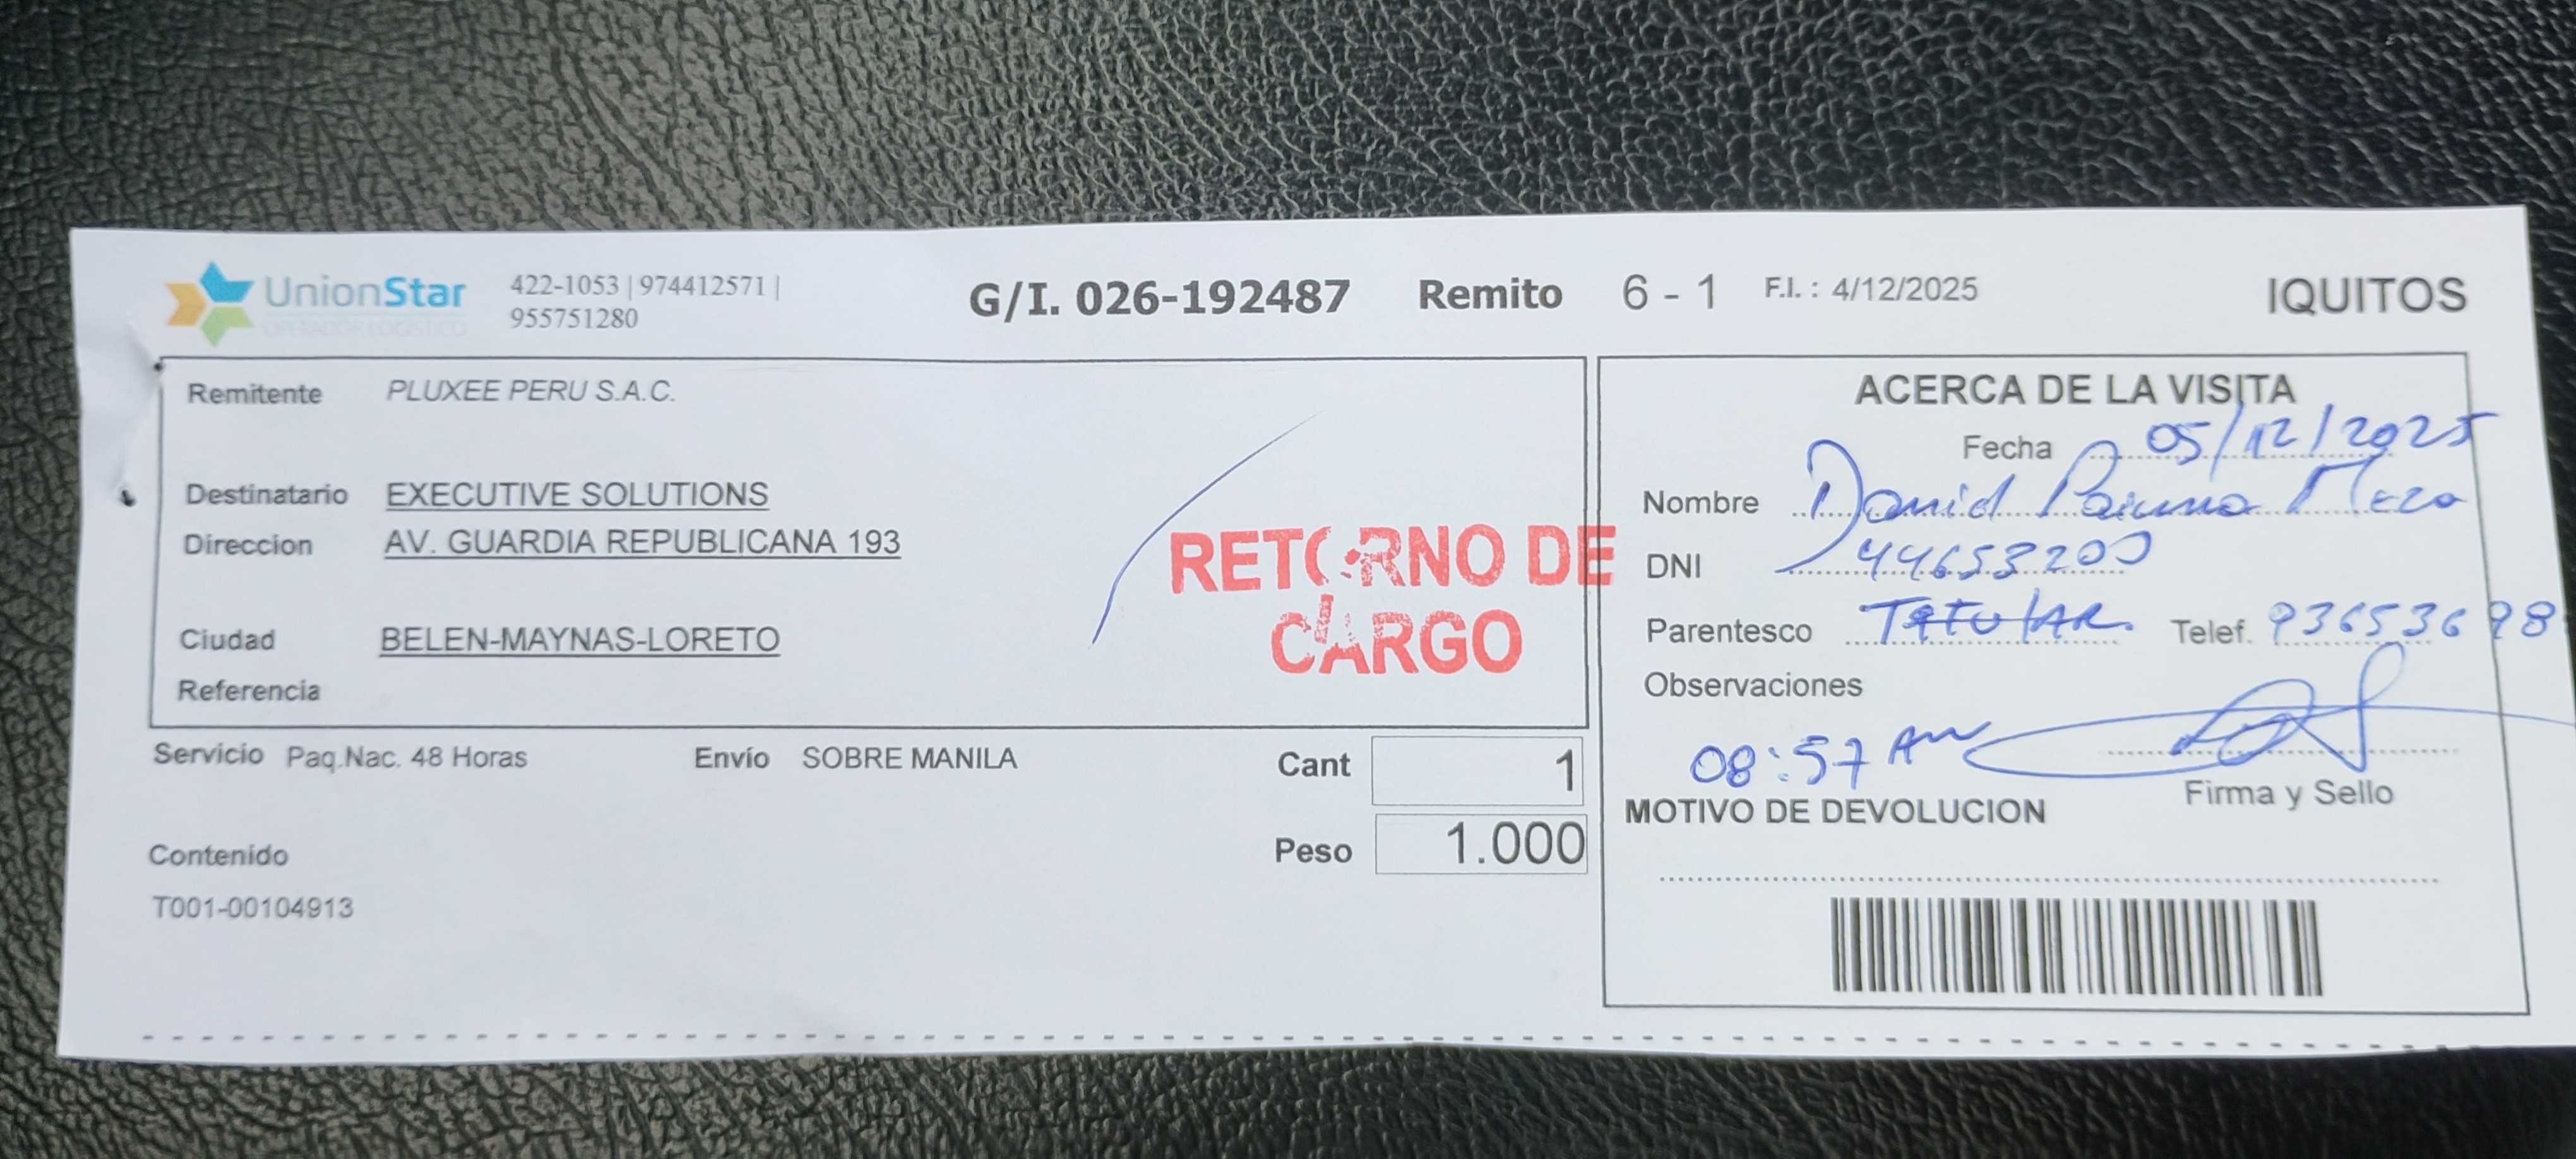 UnionStar
OPERADOR LOGISTICO
422-1053 | 974412571 |
955751280
G/I. 026-192487 Remito 6 - 1 F.I. : 4/12/2025 IQUITOS
Remitente PLUXEE PERU S.A.C.
Destinatario EXECUTIVE SOLUTIONS
Direccion AV. GUARDIA REPUBLICANA 193
Ciudad BELEN-MAYNAS-LORETO
Referencia
RETORNO DE
CARGO
Servicio Paq.Nac. 48 Horas Envío SOBRE MANILA Cant 1
Peso 1.000
Contenido
T001-00104913
ACERCA DE LA VISITA
Fecha 05/12/2025
Nombre David Meza
DNI
Parentesco TITULAR Telef. 93653698
Observaciones
08:57 AM
Firma y Sello
MOTIVO DE DEVOLUCION